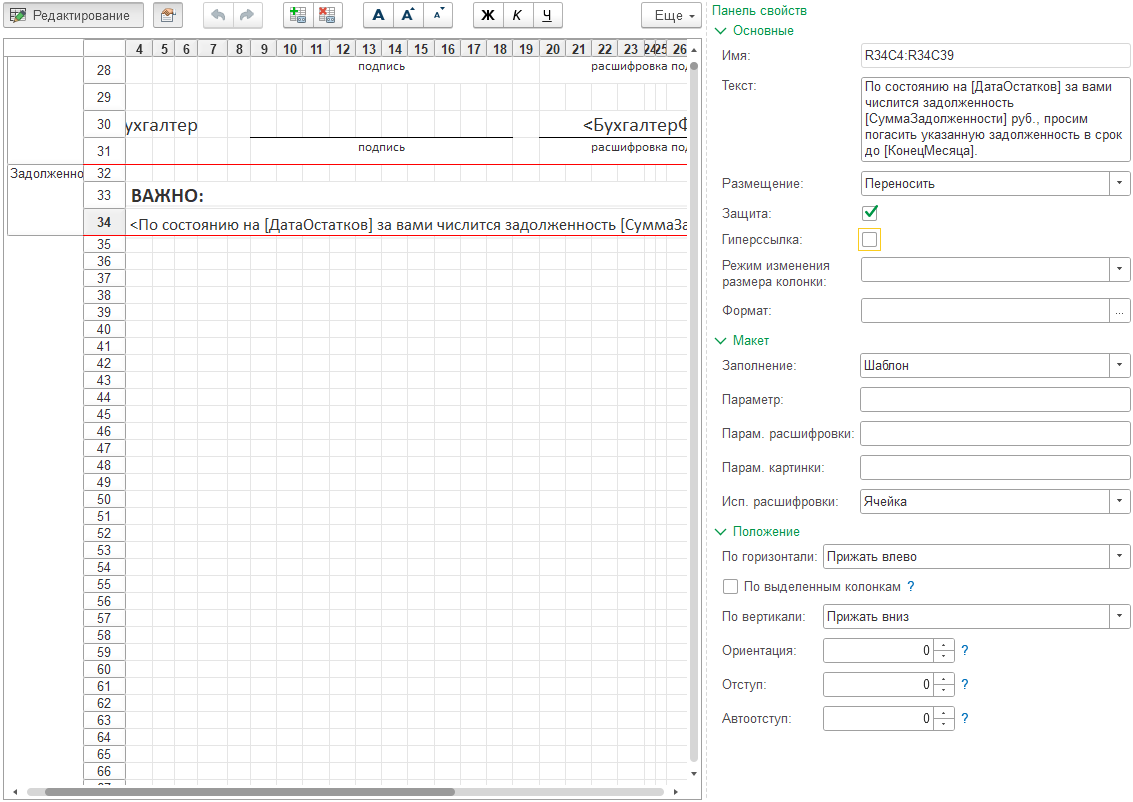 Редактирование
А А А
Ж К Ч
Еще
4 5 6 7 8 9 10 11 12 13 14 15 16 17 18 19 20 21 22 23 24 25 26
28 подпись расшифровка под
29
30 ухгалтер <БухгалтерФ
31 подпись расшифровка под
Задолженно 32
33 ВАЖНО:
34 <По состоянию на [ДатаОстатков] за вами числится задолженность [СуммаЗа
35
36
37
38
39
40
41
42
43
44
45
46
47
48
49
50
51
52
53
54
55
56
57
58
59
60
61
62
63
64
65
66
67
Панель свойств
Основные
Имя: R34C4:R34C39
Текст: По состоянию на [ДатаОстатков] за вами
числится задолженность
[СуммаЗадолженности] руб., просим
погасить указанную задолженность в срок
до [КонецМесяца].
Размещение: Переносить
Защита:
Гиперссылка:
Режим изменения
размера колонки:
Формат: ...
Макет
Заполнение: Шаблон
Параметр:
Парам. расшифровки:
Парам. картинки:
Исп. расшифровки: Ячейка
Положение
По горизонтали: Прижать влево
По выделенным колонкам ?
По вертикали: Прижать вниз
Ориентация: 0 ?
Отступ: 0 ?
Автоотступ: 0 ?